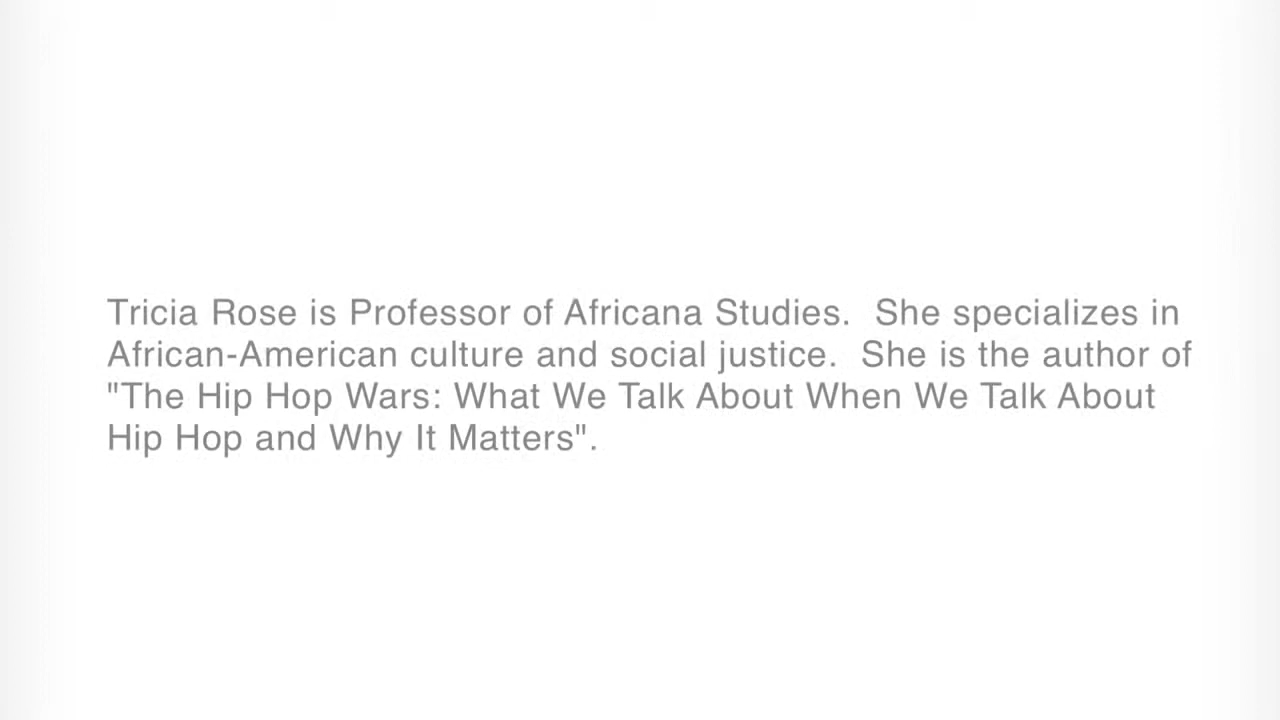 Tricia Rose is Professor of Africana Studies.  She specializes in
African-American culture and social justice.  She is the author of
"The Hip Hop Wars: What We Talk About When We Talk About
Hip Hop and Why It Matters".